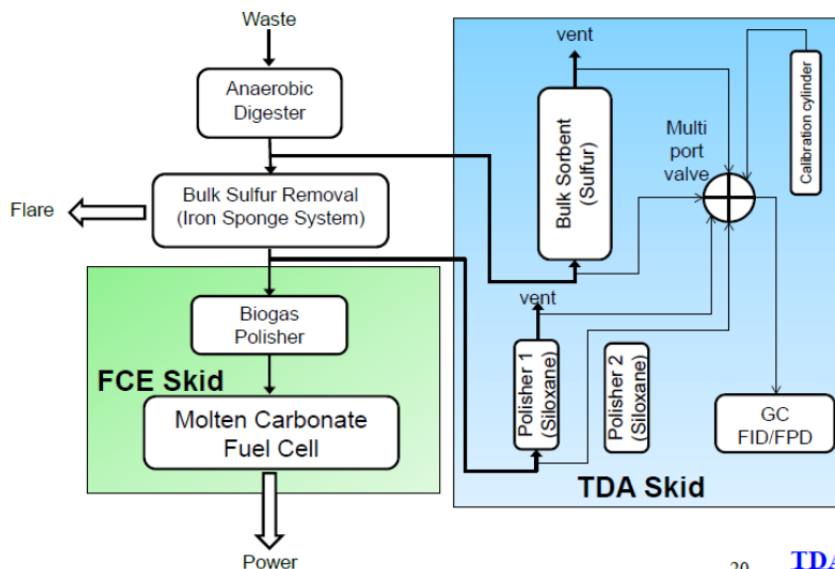 Waste
Anaerobic
Digester
Bulk Sulfur Removal
(Iron Sponge System)
Flare
Biogas
Polisher
FCE Skid
Molten Carbonate
Fuel Cell
Power
vent
Bulk Sorbent
(Sulfur)
Multi
port
valve
Calibration cylinder
vent
Polisher 1
(Siloxane)
Polisher 2
(Siloxane)
GC
FID/FPD
TDA Skid
20
TDA